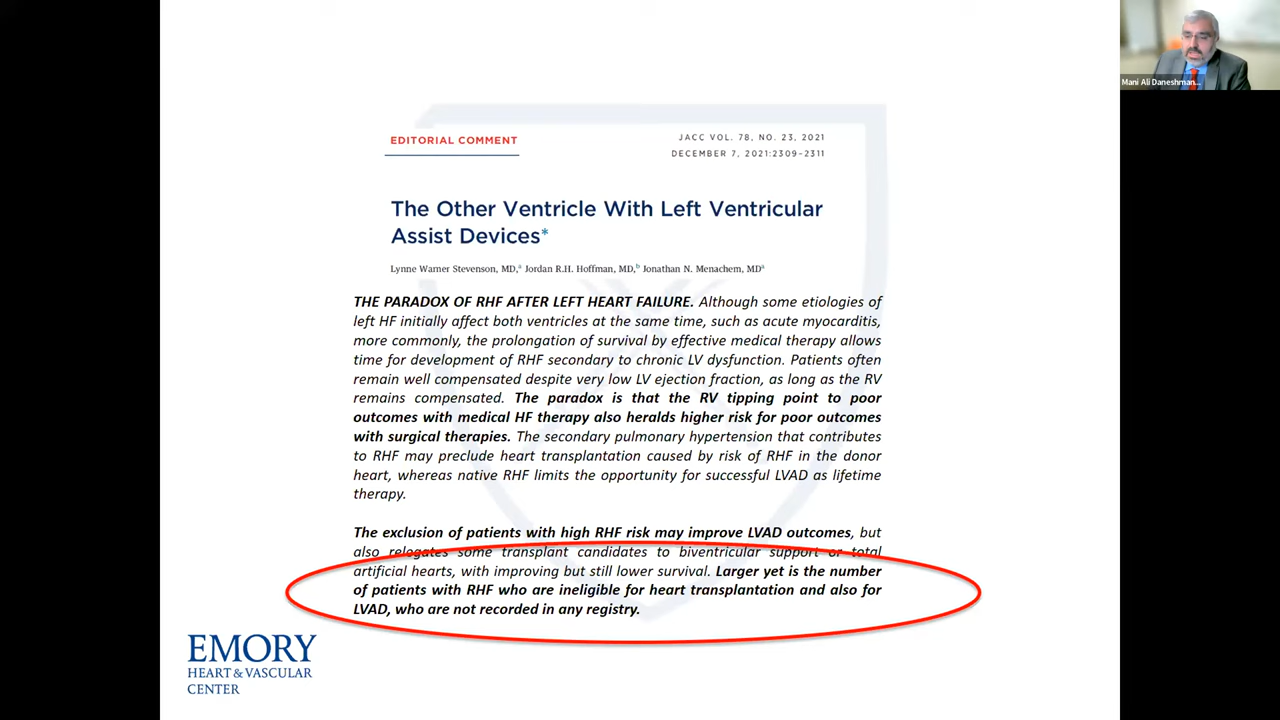 Mani Ali Daneshman...
EDITORIAL COMMENT
JACC VOL. 78, NO. 23, 2021
DECEMBER 7, 2021:2309–2311
The Other Ventricle With Left Ventricular
Assist Devices*
Lynne Warner Stevenson, MD,a Jordan R.H. Hoffman, MD,b Jonathan N. Menachem, MDa
THE PARADOX OF RHF AFTER LEFT HEART FAILURE. Although some etiologies of
left HF initially affect both ventricles at the same time, such as acute myocarditis,
more commonly, the prolongation of survival by effective medical therapy allows
time for development of RHF secondary to chronic LV dysfunction. Patients often
remain well compensated despite very low LV ejection fraction, as long as the RV
remains compensated. The paradox is that the RV tipping point to poor
outcomes with medical HF therapy also heralds higher risk for poor outcomes
with surgical therapies. The secondary pulmonary hypertension that contributes
to RHF may preclude heart transplantation caused by risk of RHF in the donor
heart, whereas native RHF limits the opportunity for successful LVAD as lifetime
therapy.
The exclusion of patients with high RHF risk may improve LVAD outcomes, but
also relegates some transplant candidates to biventricular support or total
artificial hearts, with improving but still lower survival. Larger yet is the number
of patients with RHF who are ineligible for heart transplantation and also for
LVAD, who are not recorded in any registry.
EMORY
HEART & VASCULAR
CENTER